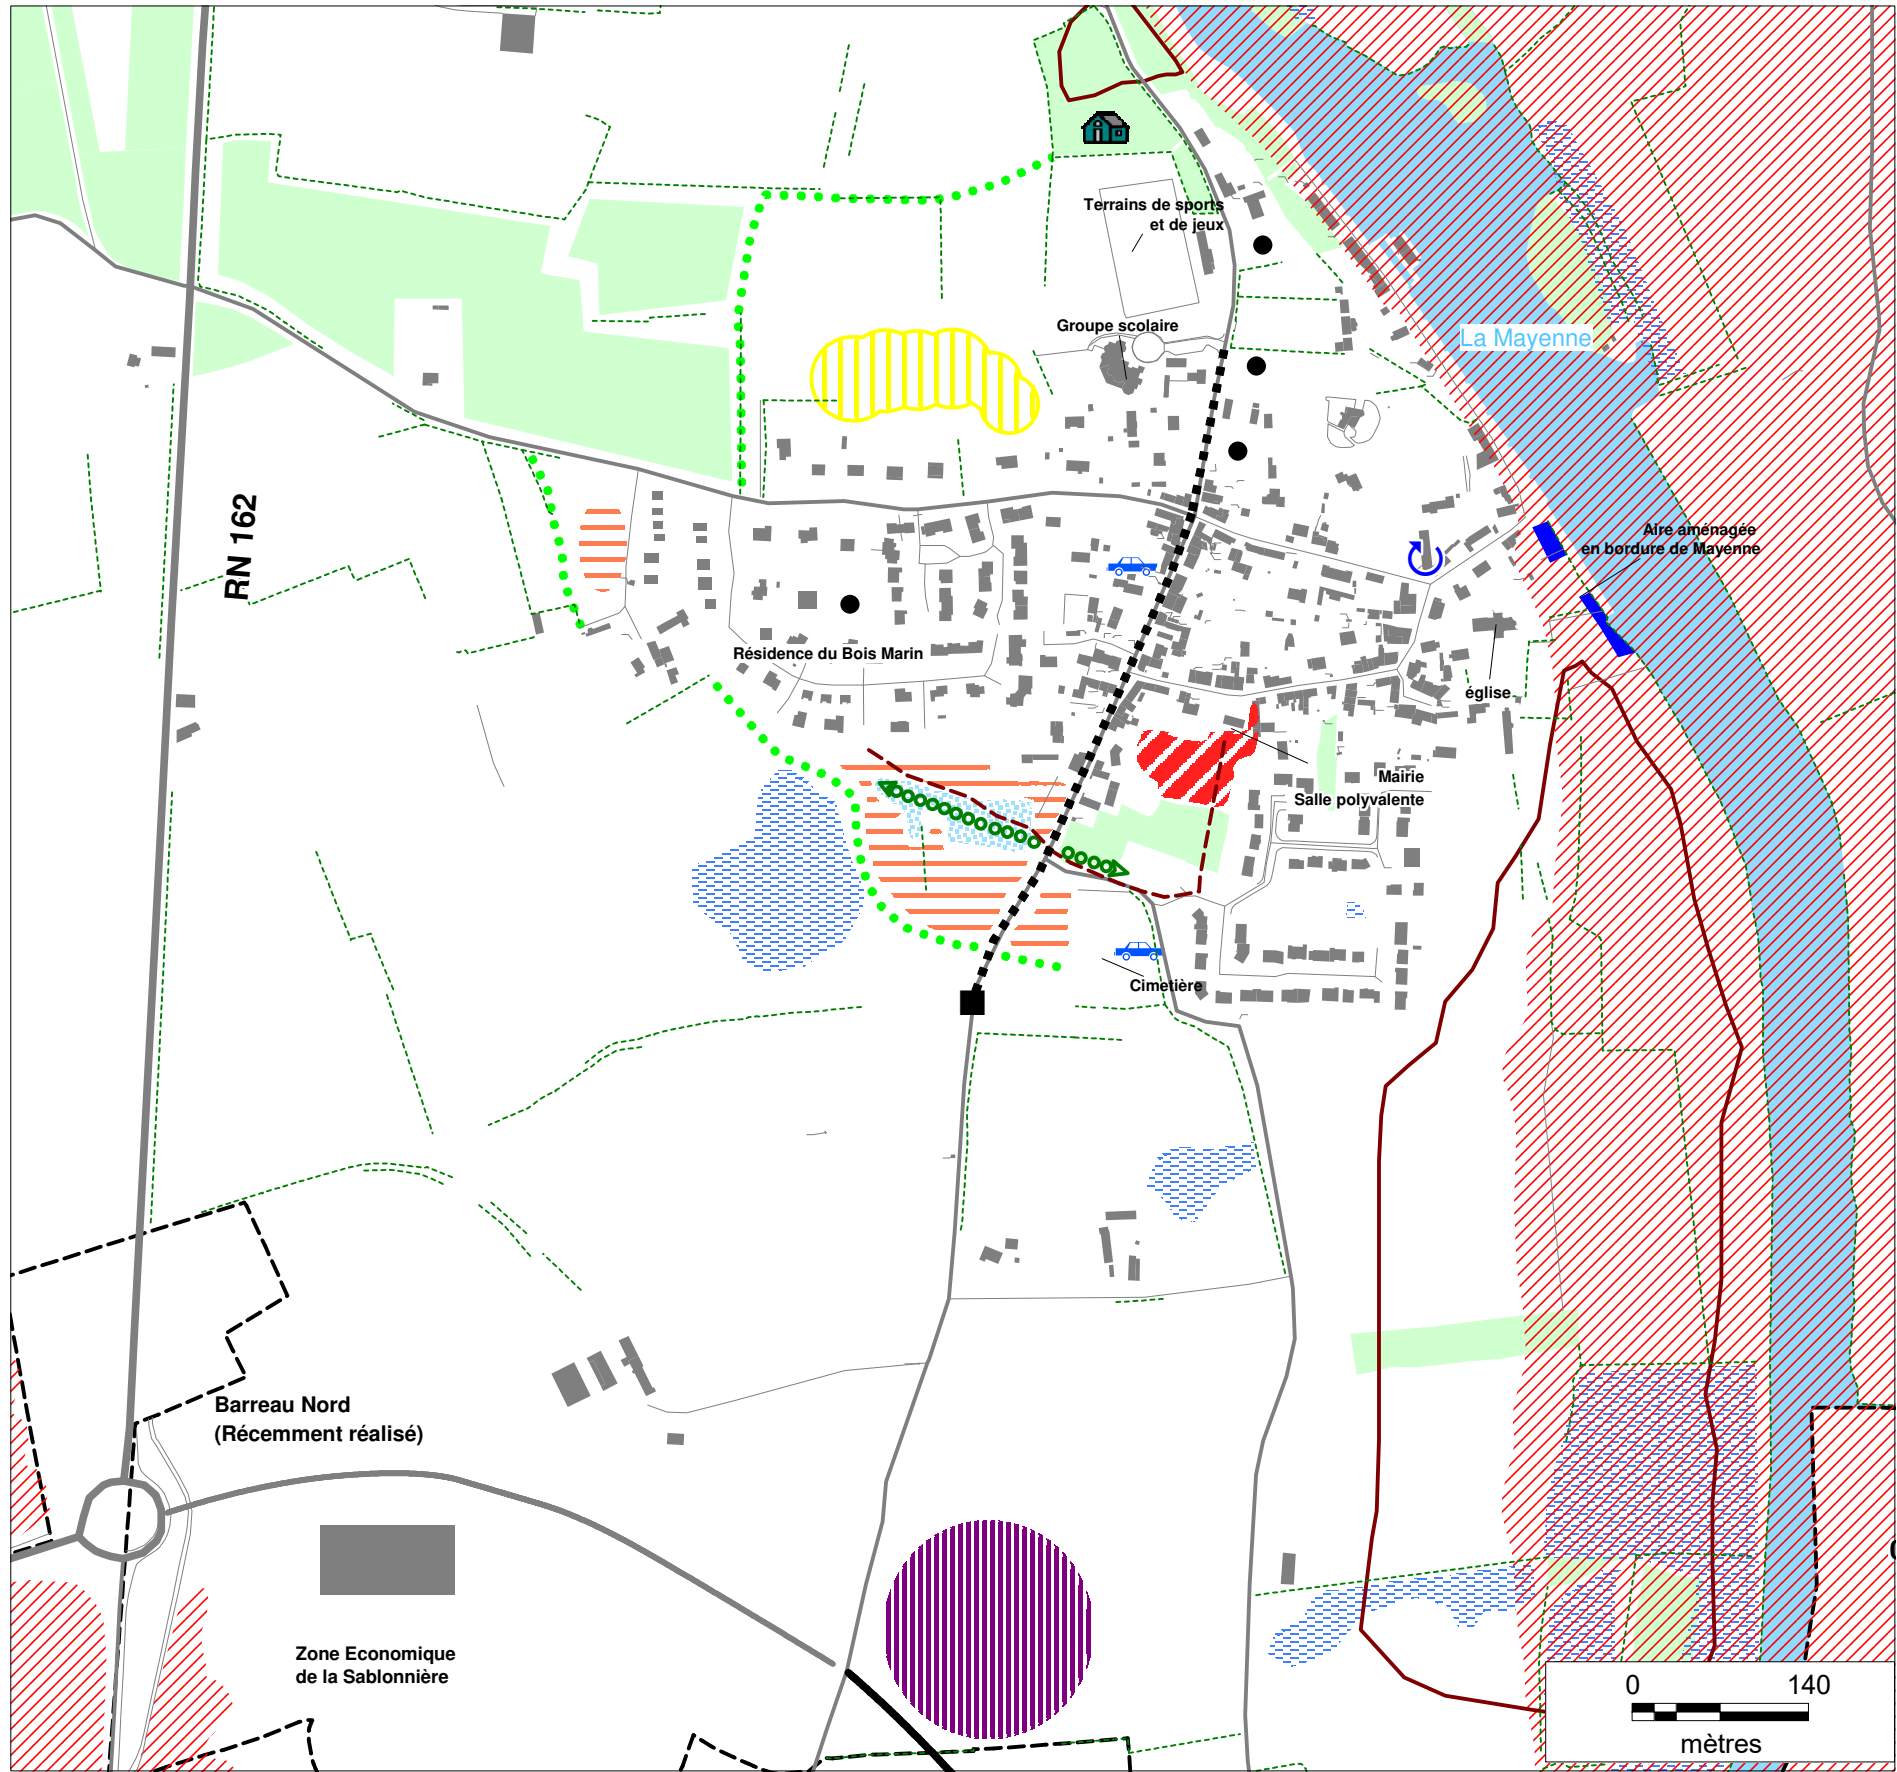 Terrains de sports
et de jeux
Groupe scolaire
La Mayenne
RN 162
Aire aménagée
en bordure de Mayenne
Résidence du Bois Marin
église
Mairie
Salle polyvalente
Cimetière
Barreau Nord
(Récemment réalisé)
Zone Economique
de la Sablonnière
0 140
mètres